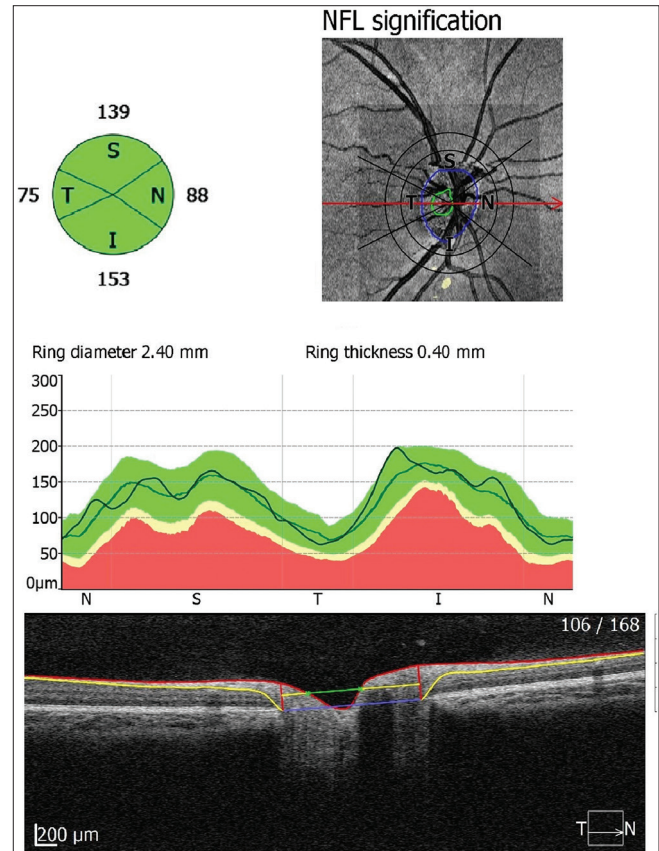 NFL signification
139
S
75 T N 88
I
153
S
T N
I
Ring diameter 2.40 mm Ring thickness 0.40 mm
300
250
200
150
100
50
0µm
N S T I N
106 / 168
200 µm
T N